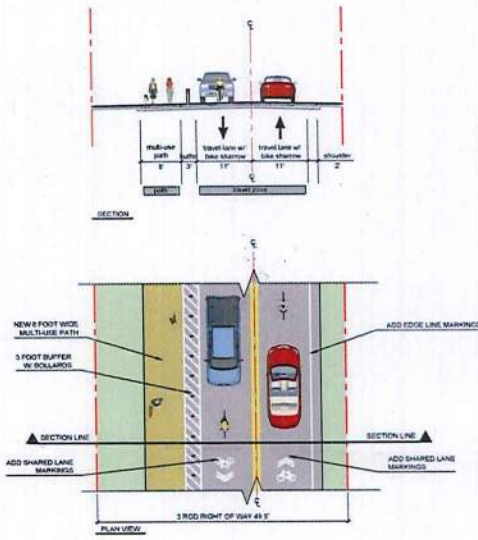 ℄
multi-use
path
8'
buffer
3'
travel lane w/
bike sharrow
11'
travel lane w/
bike sharrow
11'
shoulder
2'
path
travel zone
℄
SECTION
℄
NEW 8 FOOT WIDE
MULTI-USE PATH
3 FOOT BUFFER
W/ BOLLARDS
ADD EDGE LINE MARKINGS
SECTION LINE
SECTION LINE
ADD SHARED LANE
MARKINGS
ADD SHARED LANE
MARKINGS
3 ROD RIGHT OF WAY 49.5'
PLAN VIEW
℄